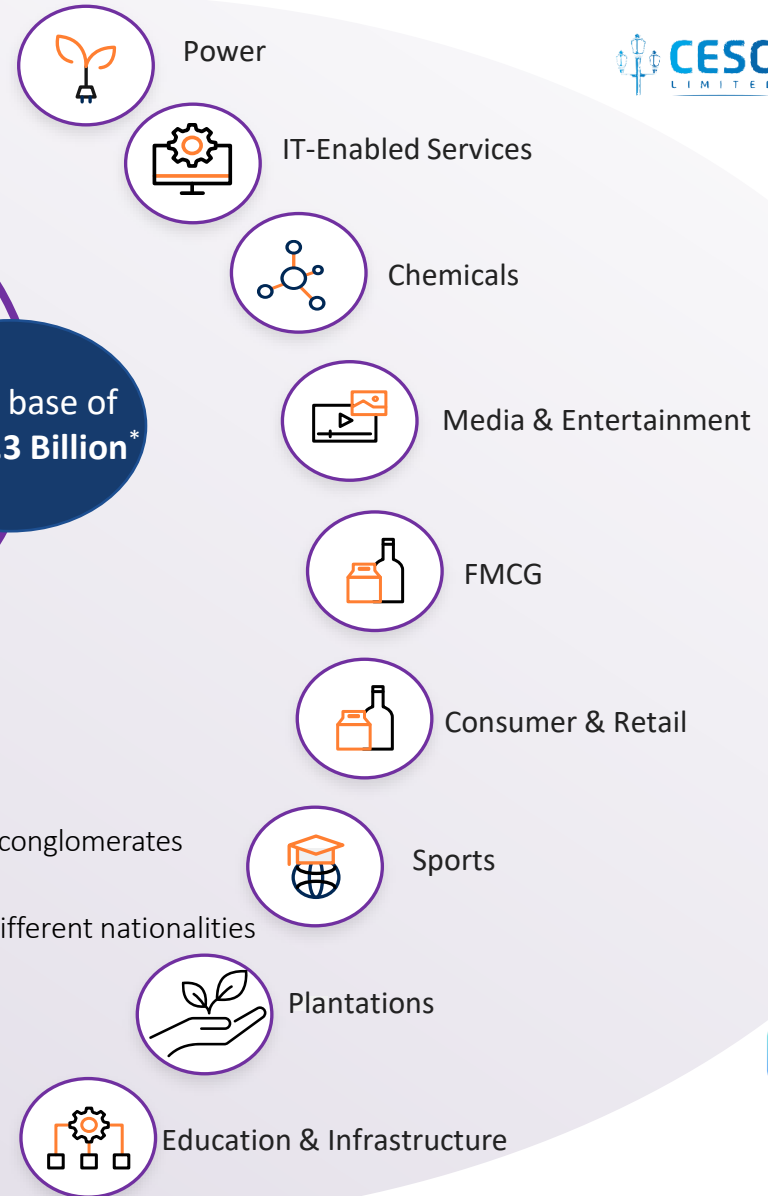 Power
CESC
LIMITED
IT-Enabled Services
Chemicals
base of
.3 Billion*
Media & Entertainment
FMCG
Consumer & Retail
conglomerates
Sports
ifferent nationalities
Plantations
Education & Infrastructure